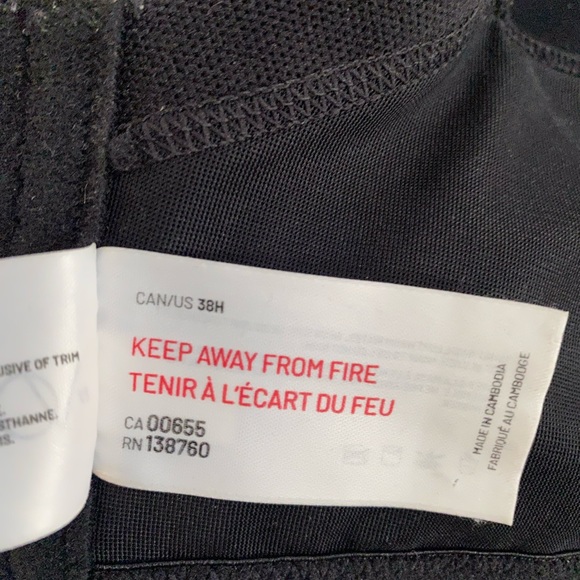 USIVE OF TRIM
STHANNE.
CAN/US 38H
KEEP AWAY FROM FIRE
TENIR À L'ÉCART DU FEU
CA 00655
RN 138760
MADE IN CAMBODIA
FABRIQUÉ AU CAMBODGE